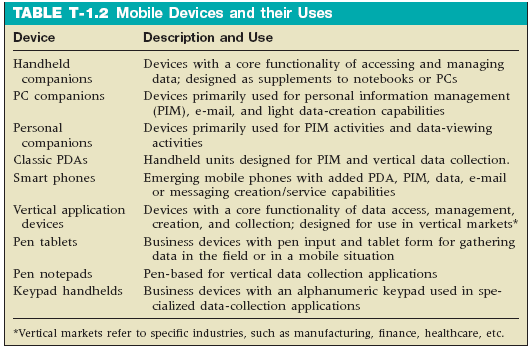 TABLE T-1.2 Mobile Devices and their Uses
Device Description and Use
Handheld companions Devices with a core functionality of accessing and managing
data; designed as supplements to notebooks or PCs
PC companions Devices primarily used for personal information management
(PIM), e-mail, and light data-creation capabilities
Personal companions Devices primarily used for PIM activities and data-viewing
activities
Classic PDAs Handheld units designed for PIM and vertical data collection.
Smart phones Emerging mobile phones with added PDA, PIM, data, e-mail
or messaging creation/service capabilities
Vertical application devices Devices with a core functionality of data access, management,
creation, and collection; designed for use in vertical markets*
Pen tablets Business devices with pen input and tablet form for gathering
data in the field or in a mobile situation
Pen notepads Pen-based for vertical data collection applications
Keypad handhelds Business devices with an alphanumeric keypad used in spe-
cialized data-collection applications
*Vertical markets refer to specific industries, such as manufacturing, finance, healthcare, etc.